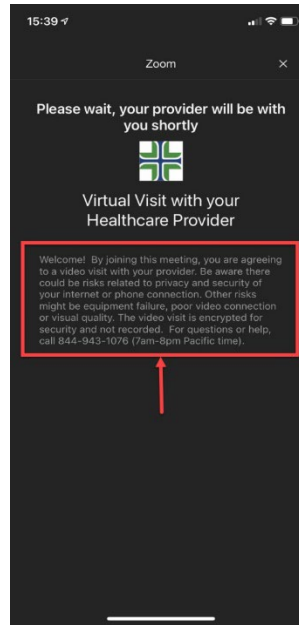 15:39
Zoom
Please wait, your provider will be with
you shortly
Virtual Visit with your
Healthcare Provider
Welcome! By joining this meeting, you are agreeing
to a video visit with your provider. Be aware there
could be risks related to privacy and security of
your internet or phone connection. Other risks
might be equipment failure, poor video connection
or visual quality. The video visit is encrypted for
security and not recorded. For questions or help,
call 844-943-1076 (7am-8pm Pacific time).